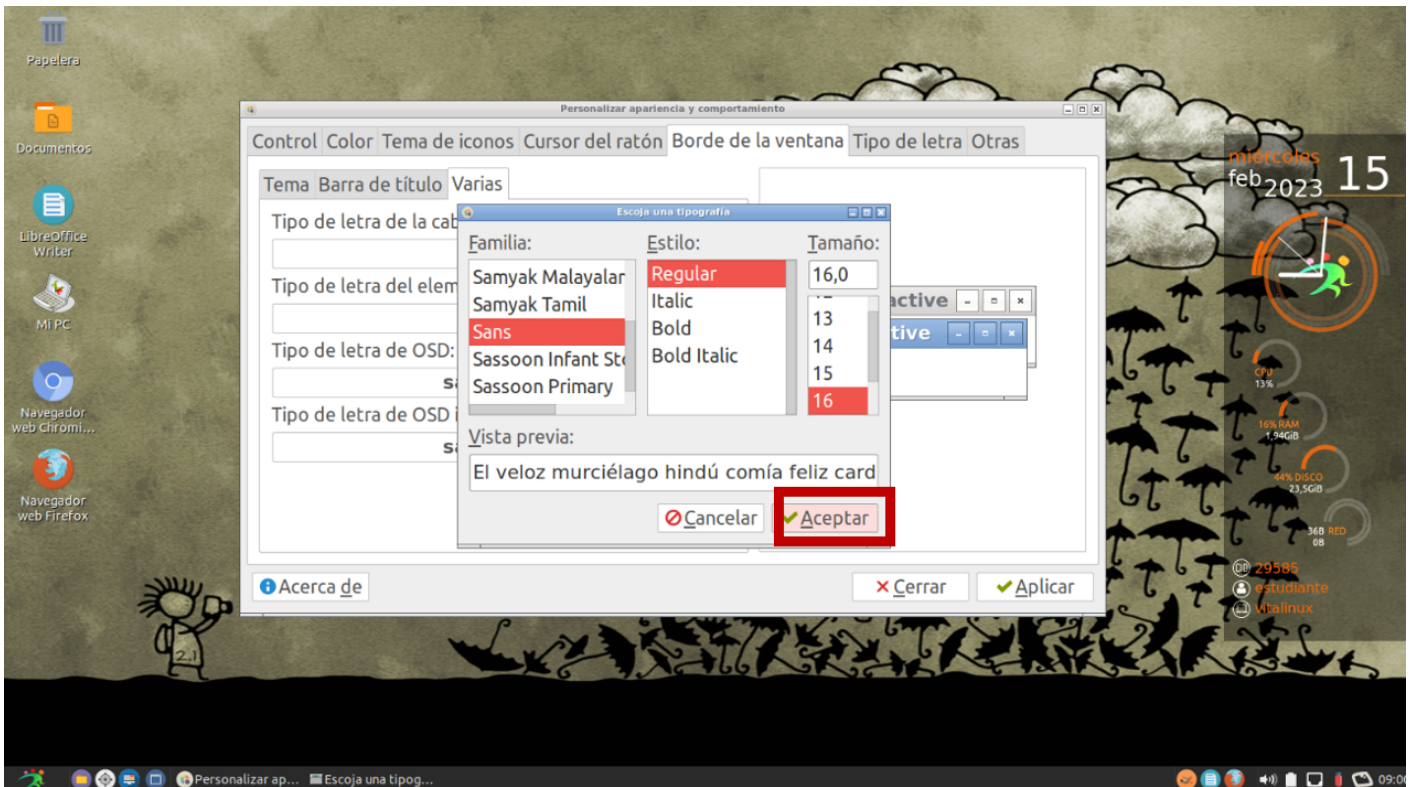 Papelera
Documentos
LibreOffice
Writer
Mi PC
Navegador
web Chromi...
Navegador
web Firefox
Personalizar apariencia y comportamiento
Control Color Tema de iconos Cursor del ratón Borde de la ventana Tipo de letra Otras
Tema Barra de título Varias
Tipo de letra de la cab
Tipo de letra del elem
Tipo de letra de OSD:
Tipo de letra de OSD i
Escoja una tipografía
Familia: Estilo: Tamaño:
16,0
Samyak Malayalar
Samyak Tamil
Sans
Sassoon Infant Sto
Sassoon Primary
Regular
Italic
Bold
Bold Italic
13
14
15
16
Vista previa:
El veloz murciélago hindú comía feliz card
Cancelar Aceptar
active
tive
Acerca de
Cerrar Aplicar
miércoles
feb 2023 15
CPU
13%
16% RAM
1,94GiB
44% DISCO
23,5GiB
36B RED
0B
29585
estudiante
vitalinux
2.1
Personalizar ap... Escoja una tipog...
09:00